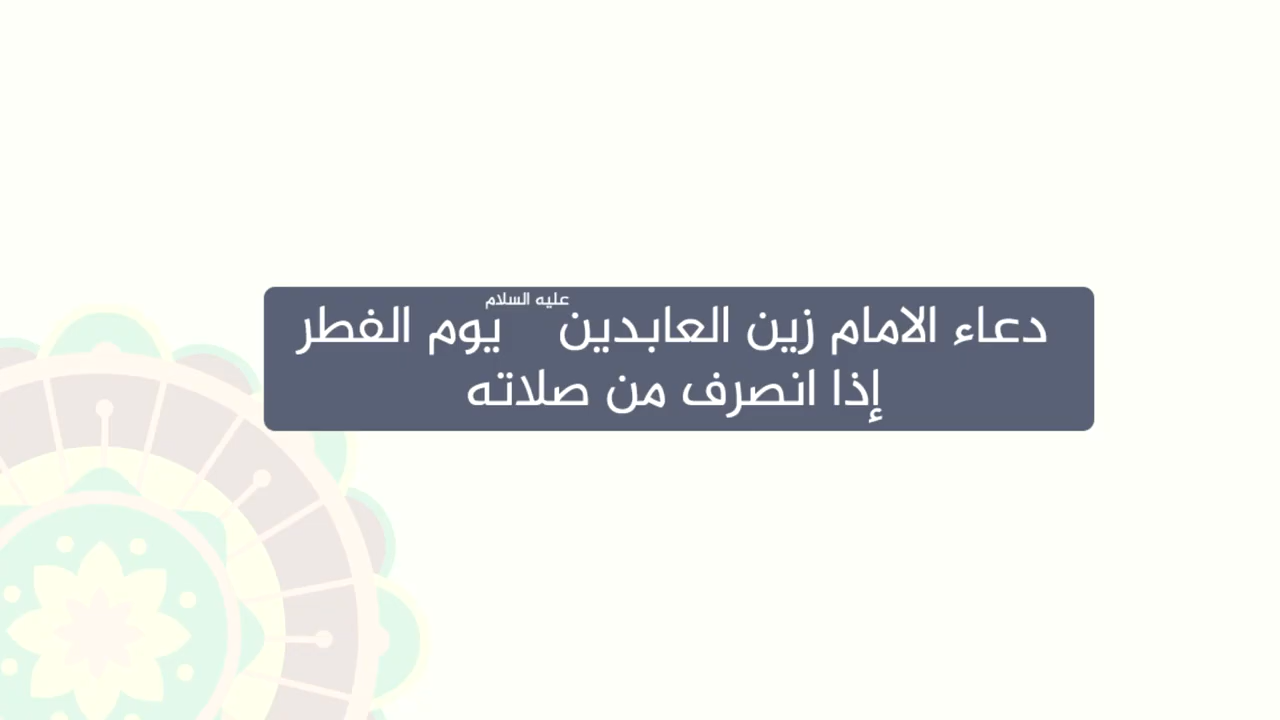 دعاء الامام زين العابدين عليه السلام يوم الفطر
إذا انصرف من صلاته